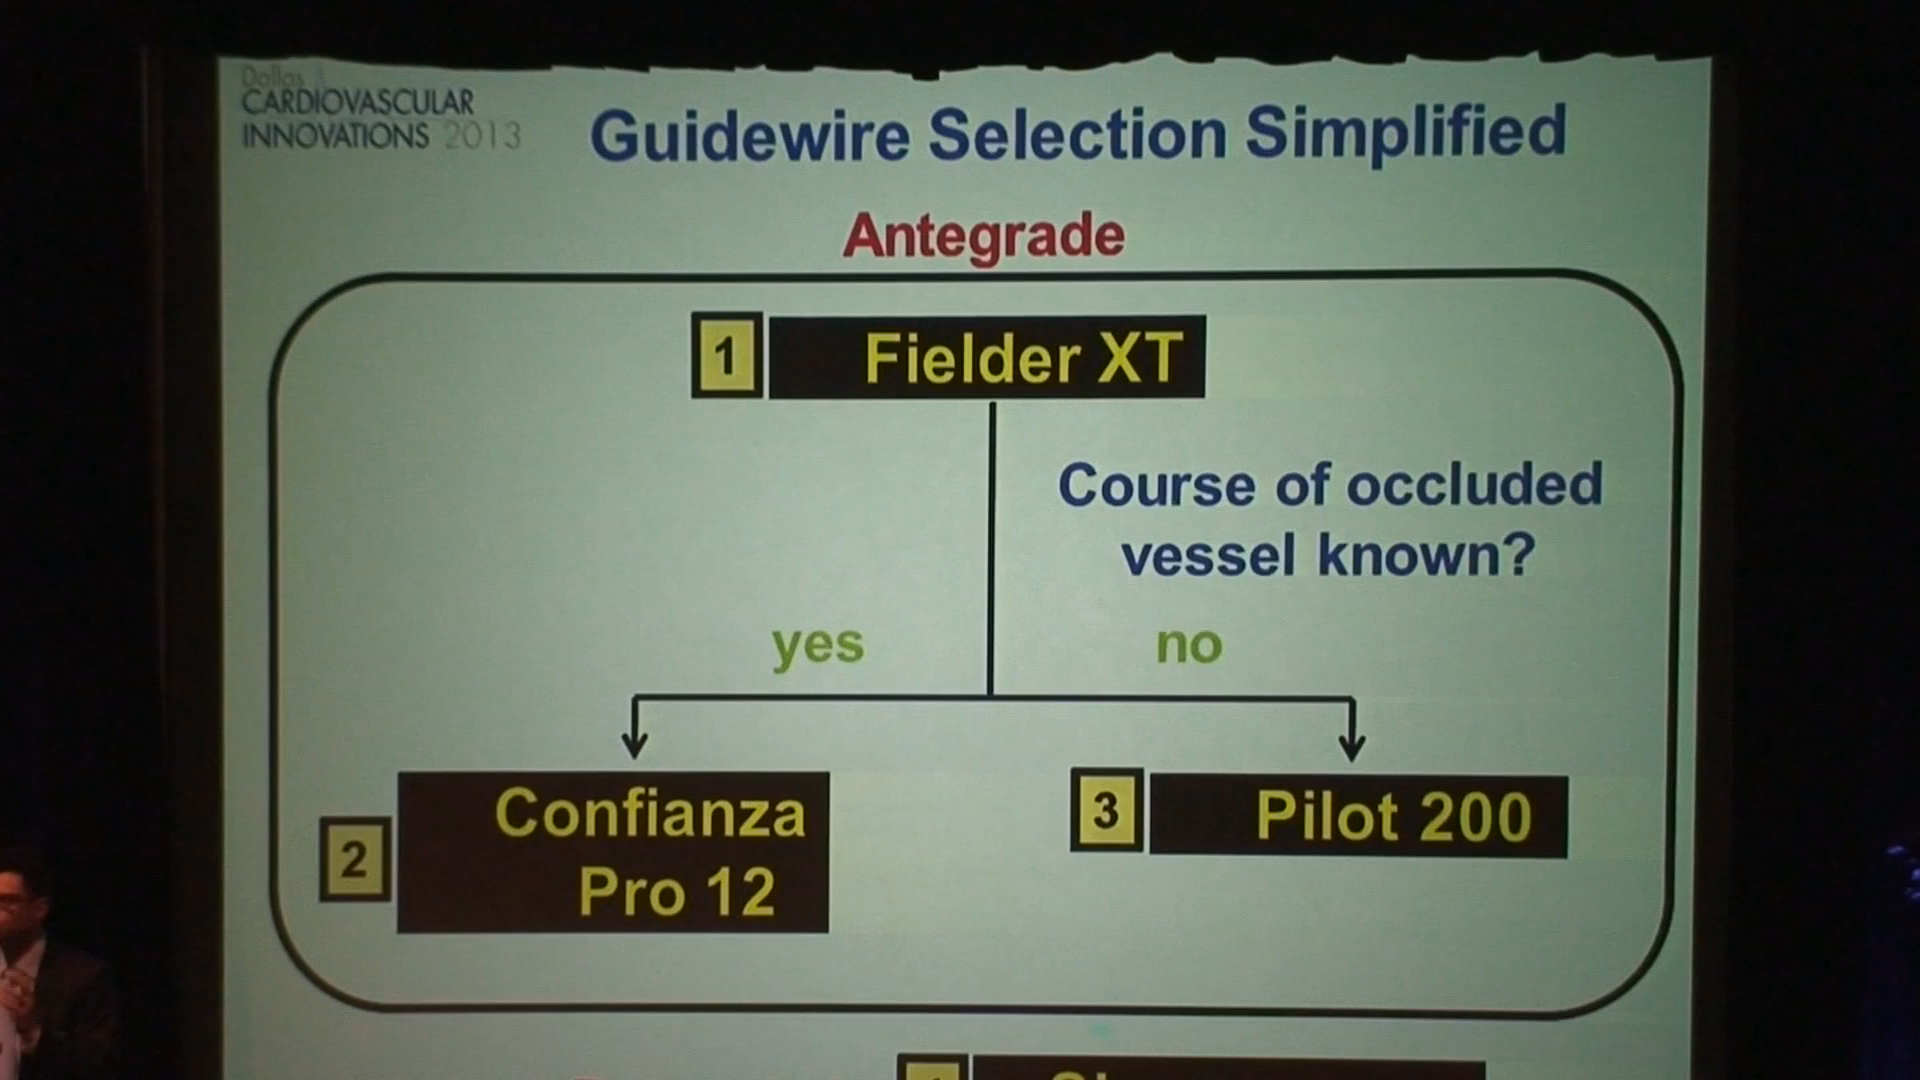 Dallas
CARDIOVASCULAR
INNOVATIONS 2013
Guidewire Selection Simplified
Antegrade
1
Fielder XT
Course of occluded
vessel known?
yes
no
Confianza
Pro 12
2
3
Pilot 200